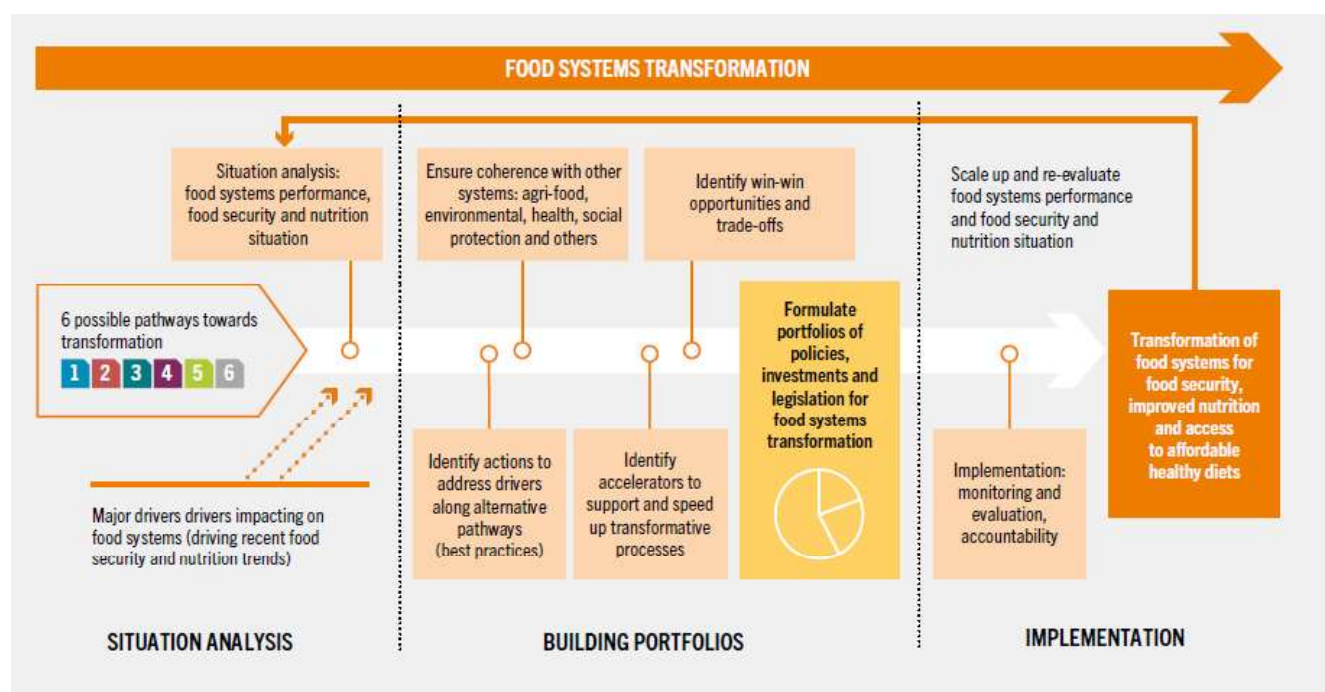 FOOD SYSTEMS TRANSFORMATION
Situation analysis:
food systems performance,
food security and nutrition
situation
Ensure coherence with other
systems: agri-food,
environmental, health, social
protection and others
Identify win-win
opportunities and
trade-offs
Scale up and re-evaluate
food systems performance
and food security and
nutrition situation
6 possible pathways towards
transformation
1 2 3 4 5 6
Formulate
portfolios of
policies,
investments and
legislation for
food systems
transformation
Transformation of
food systems for
food security,
improved nutrition
and access
to affordable
healthy diets
Major drivers drivers impacting on
food systems (driving recent food
security and nutrition trends)
Identify actions to
address drivers
along alternative
pathways
(best practices)
Identify
accelerators to
support and speed
up transformative
processes
Implementation:
monitoring and
evaluation,
accountability
SITUATION ANALYSIS
BUILDING PORTFOLIOS
IMPLEMENTATION